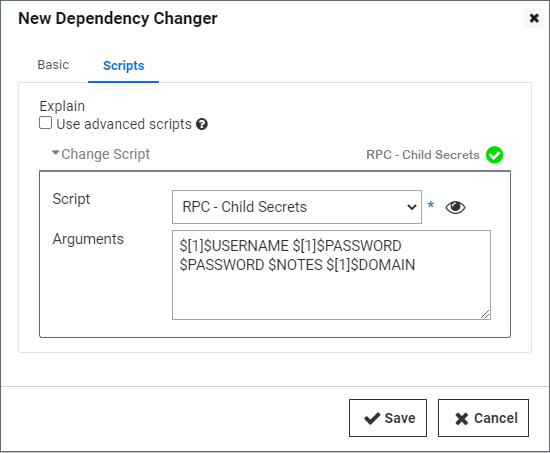 New Dependency Changer
Basic
Scripts
Explain
Use advanced scripts
Change Script
RPC - Child Secrets
Script
RPC - Child Secrets
*
Arguments
$[1]$USERNAME $[1]$PASSWORD
$PASSWORD $NOTES $[1]$DOMAIN
Save
Cancel